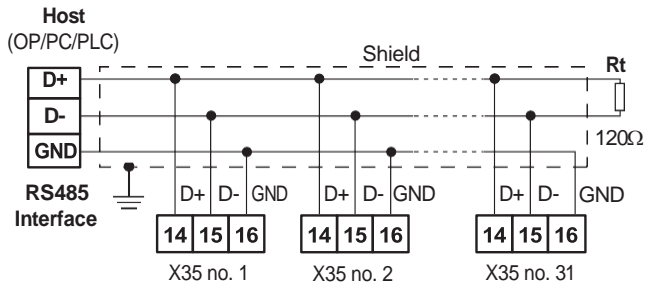 Host
(OP/PC/PLC)
Shield
Rt
D+
D-
GND
120Ω
RS485
Interface
D+ D- GND
D+ D- GND
D+ D- GND
14 15 16
14 15 16
14 15 16
X35 no. 1
X35 no. 2
X35 no. 31